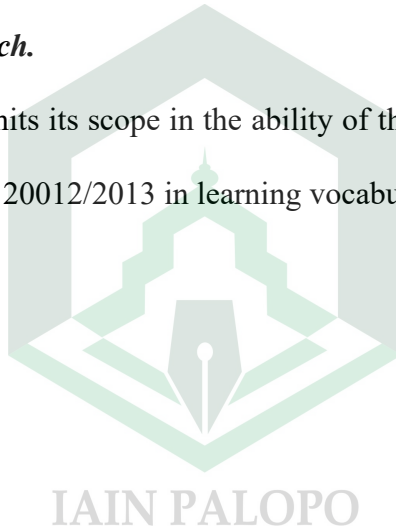 ch.
nits its scope in the ability of th
20012/2013 in learning vocabu
IAIN PALOPO